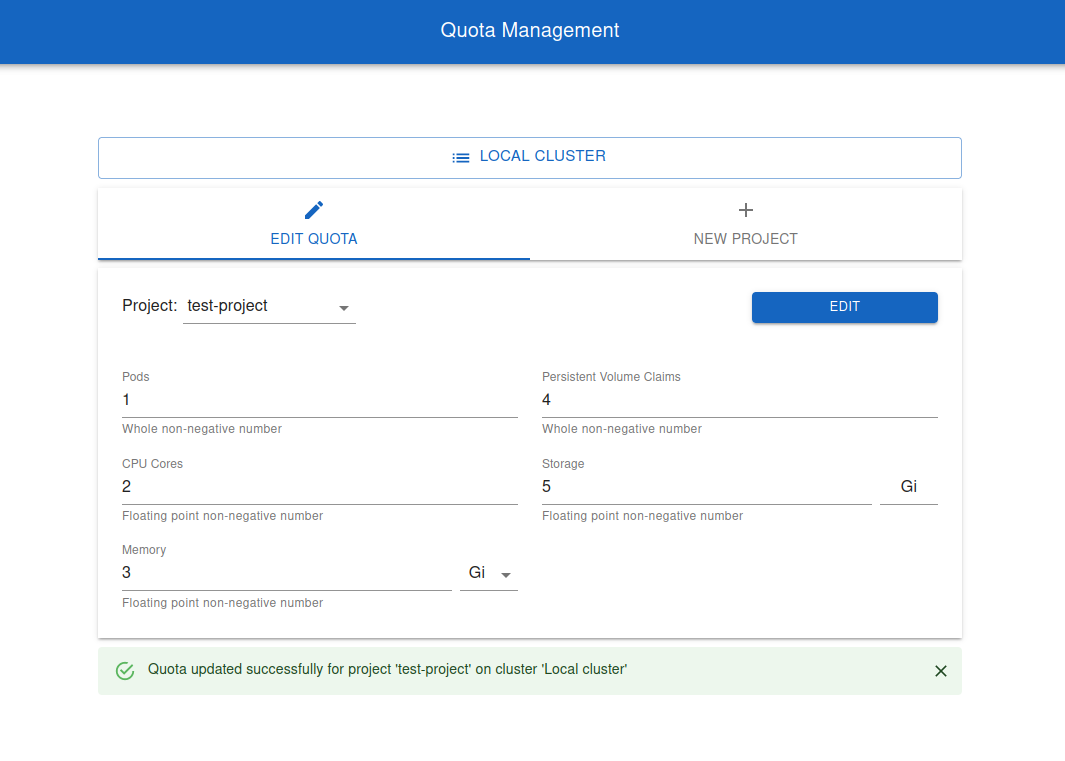 Quota Management
LOCAL CLUSTER
EDIT QUOTA
NEW PROJECT
Project: test-project
EDIT
Pods
1
Whole non-negative number
Persistent Volume Claims
4
Whole non-negative number
CPU Cores
2
Floating point non-negative number
Storage
5 Gi
Floating point non-negative number
Memory
3 Gi
Floating point non-negative number
Quota updated successfully for project 'test-project' on cluster 'Local cluster'